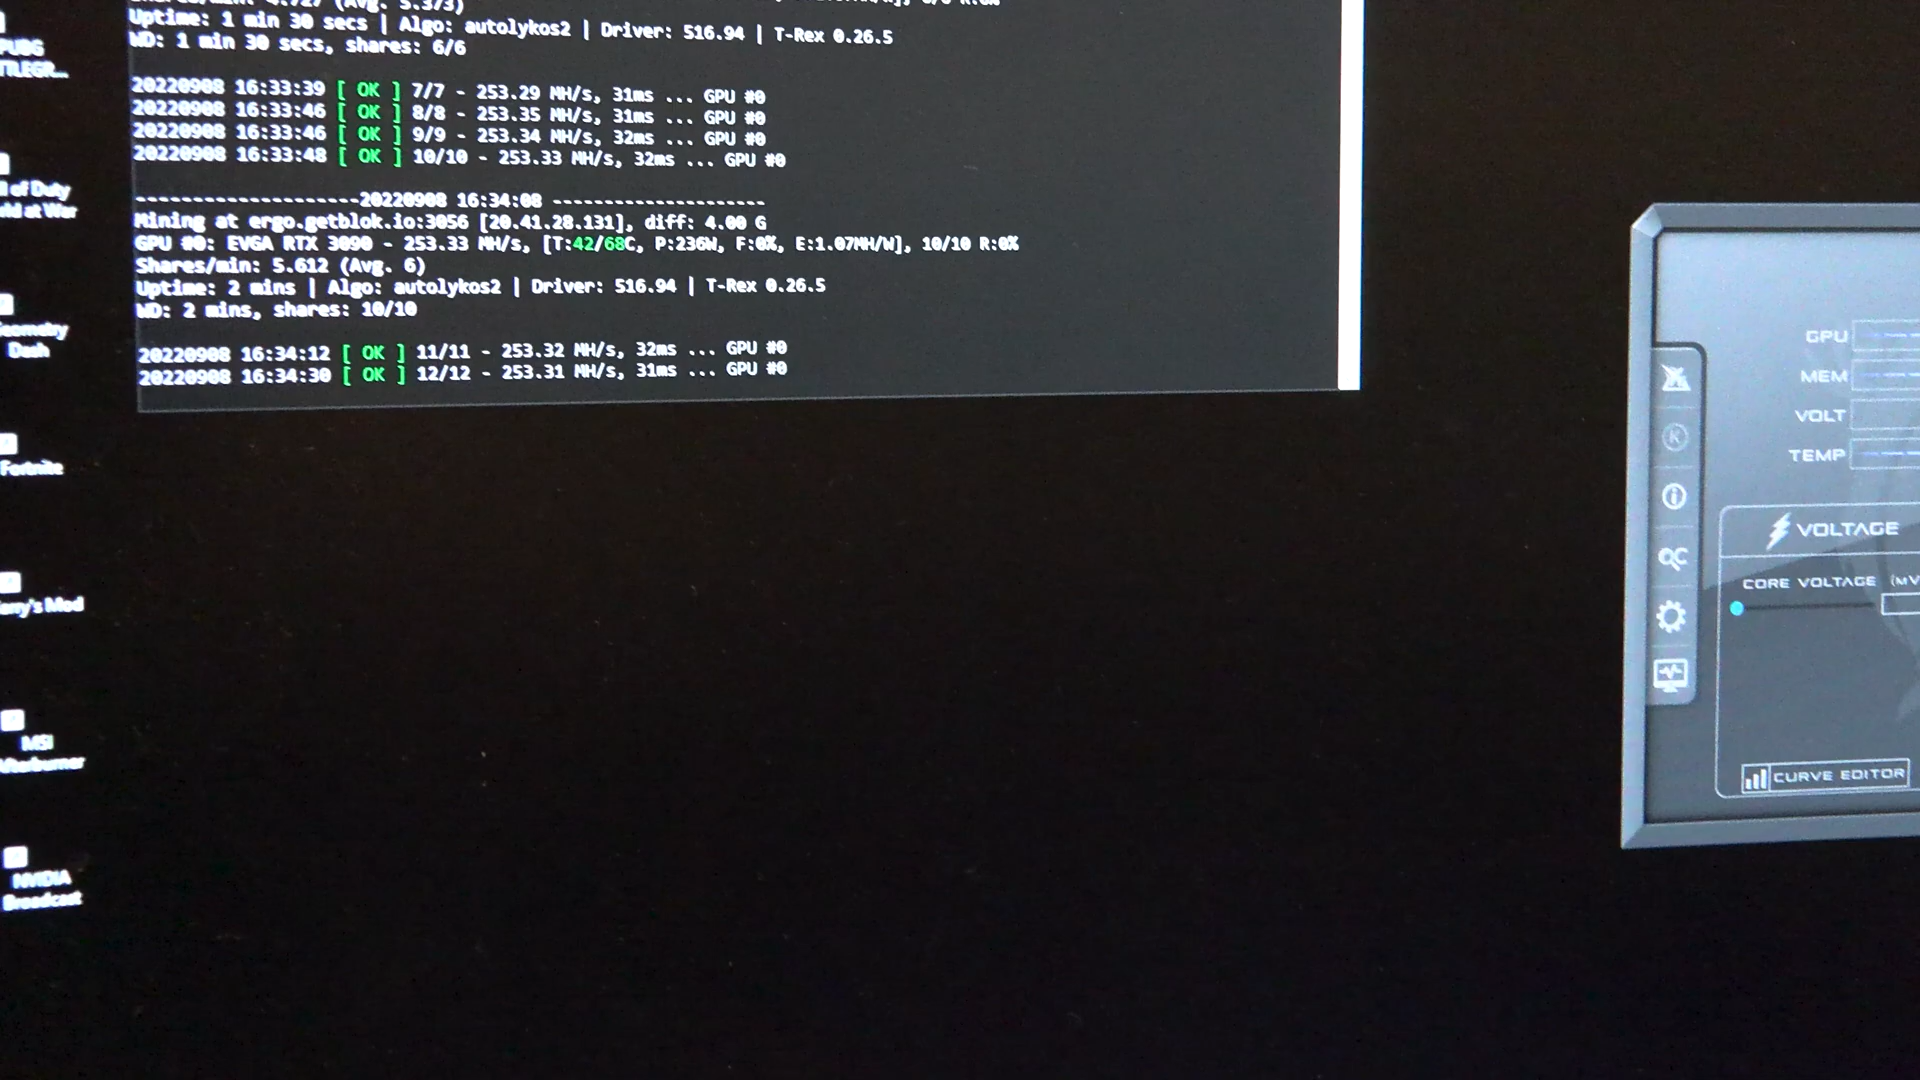 Uptime: 1 min 30 secs | Algo: autolykos2 | Driver: 516.94 | T-Rex 0.26.5
WD: 1 min 30 secs, shares: 6/6
20220908 16:33:39 [ OK ] 7/7 - 253.29 MH/s, 31ms ... GPU #0
20220908 16:33:46 [ OK ] 8/8 - 253.35 MH/s, 31ms ... GPU #0
20220908 16:33:46 [ OK ] 9/9 - 253.34 MH/s, 32ms ... GPU #0
20220908 16:33:48 [ OK ] 10/10 - 253.33 MH/s, 32ms ... GPU #0
--------------------20220908 16:34:08 ---------------------
Mining at ergo.getblok.io:3056 [20.41.28.131], diff: 4.00 G
GPU #0: EVGA RTX 3090 - 253.33 MH/s, [T:42/68C, P:236W, F:0%, E:1.07MH/W], 10/10 R:0%
Shares/min: 5.612 (Avg. 6)
Uptime: 2 mins | Algo: autolykos2 | Driver: 516.94 | T-Rex 0.26.5
WD: 2 mins, shares: 10/10
20220908 16:34:12 [ OK ] 11/11 - 253.32 MH/s, 32ms ... GPU #0
20220908 16:34:30 [ OK ] 12/12 - 253.31 MH/s, 31ms ... GPU #0
PUBG
of Duty
at War
Dash
Fortnite
Mod
MSI
NVIDIA
Broadcast
GPU
MEM
VOLT
TEMP
K
OC
VOLTAGE
CORE VOLTAGE (MV
CURVE EDITOR